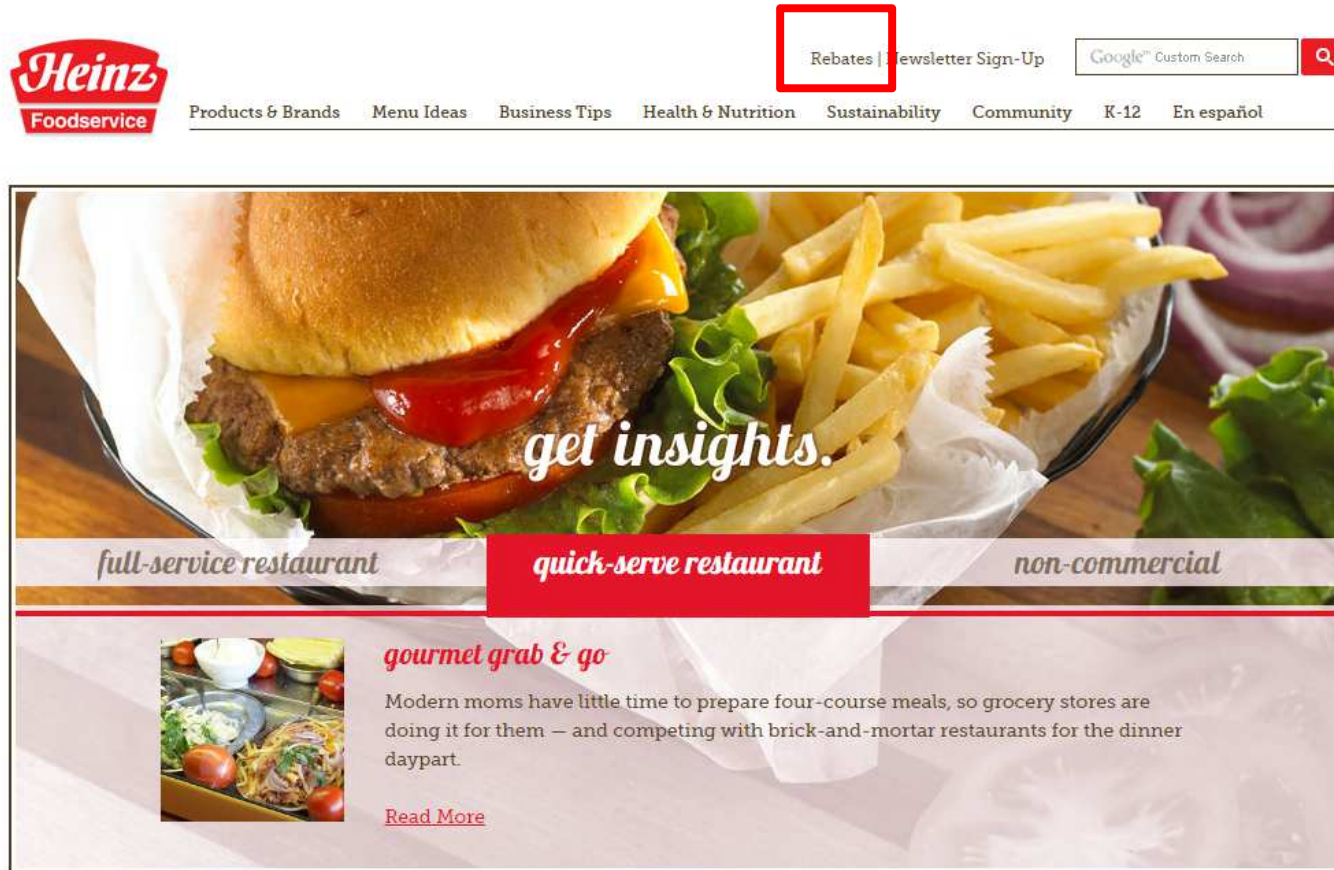 Heinz
Foodservice
Rebates | Newsletter Sign-Up
Google™ Custom Search
Products & Brands Menu Ideas Business Tips Health & Nutrition Sustainability Community K-12 En español
get insights.
full-service restaurant quick-serve restaurant non-commercial
gourmet grab & go
Modern moms have little time to prepare four-course meals, so grocery stores are
doing it for them — and competing with brick-and-mortar restaurants for the dinner
daypart.
Read More